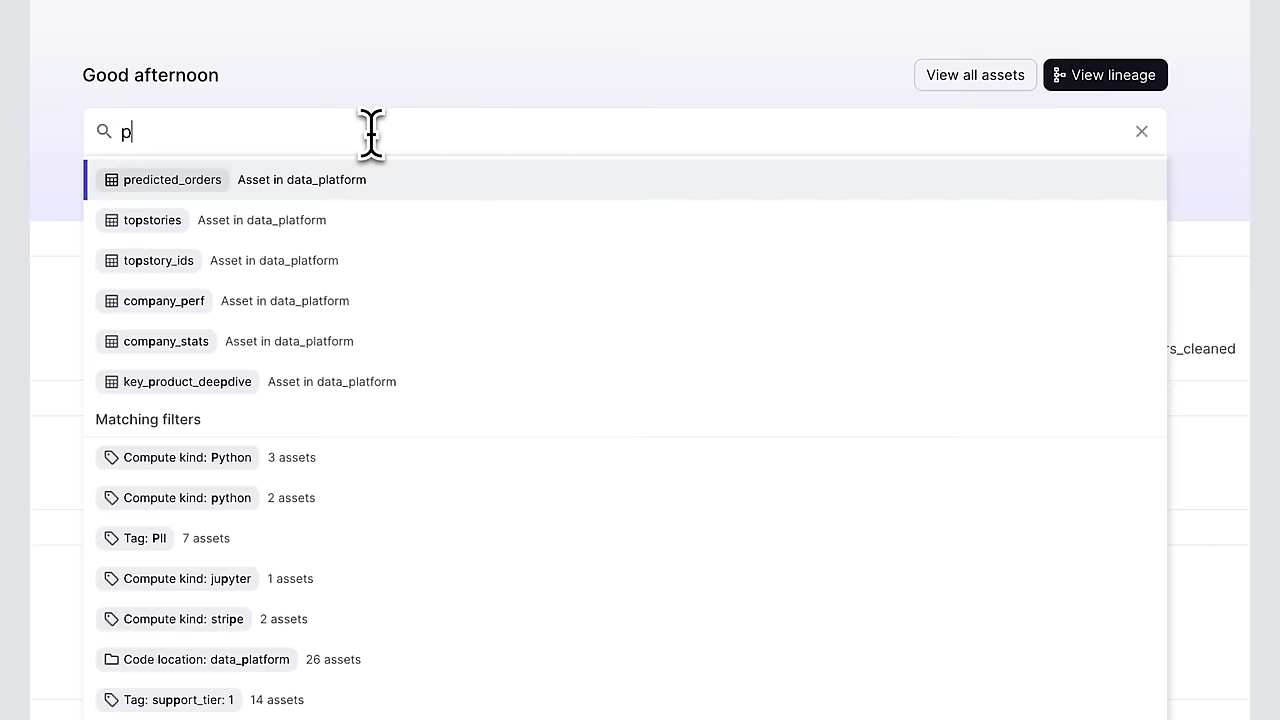 Good afternoon
View all assets
View lineage
p
predicted_orders Asset in data_platform
topstories Asset in data_platform
topstory_ids Asset in data_platform
company_perf Asset in data_platform
company_stats Asset in data_platform
rs_cleaned
key_product_deepdive Asset in data_platform
Matching filters
Compute kind: Python 3 assets
Compute kind: python 2 assets
Tag: PII 7 assets
Compute kind: jupyter 1 assets
Compute kind: stripe 2 assets
Code location: data_platform 26 assets
Tag: support_tier: 1 14 assets